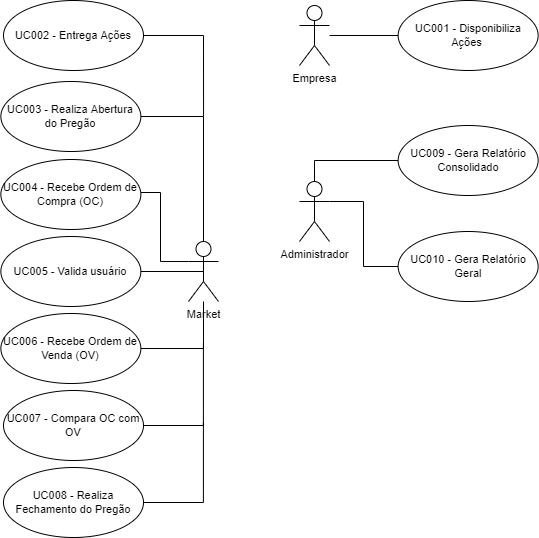 UC002 - Entrega Ações
UC003 - Realiza Abertura
do Pregão
UC004 - Recebe Ordem de
Compra (OC)
UC005 - Valida usuário
Market
UC006 - Recebe Ordem de
Venda (OV)
UC007 - Compara OC com
OV
UC008 - Realiza
Fechamento do Pregão
Empresa
UC001 - Disponibiliza
Ações
Administrador
UC009 - Gera Relatório
Consolidado
UC010 - Gera Relatório
Geral